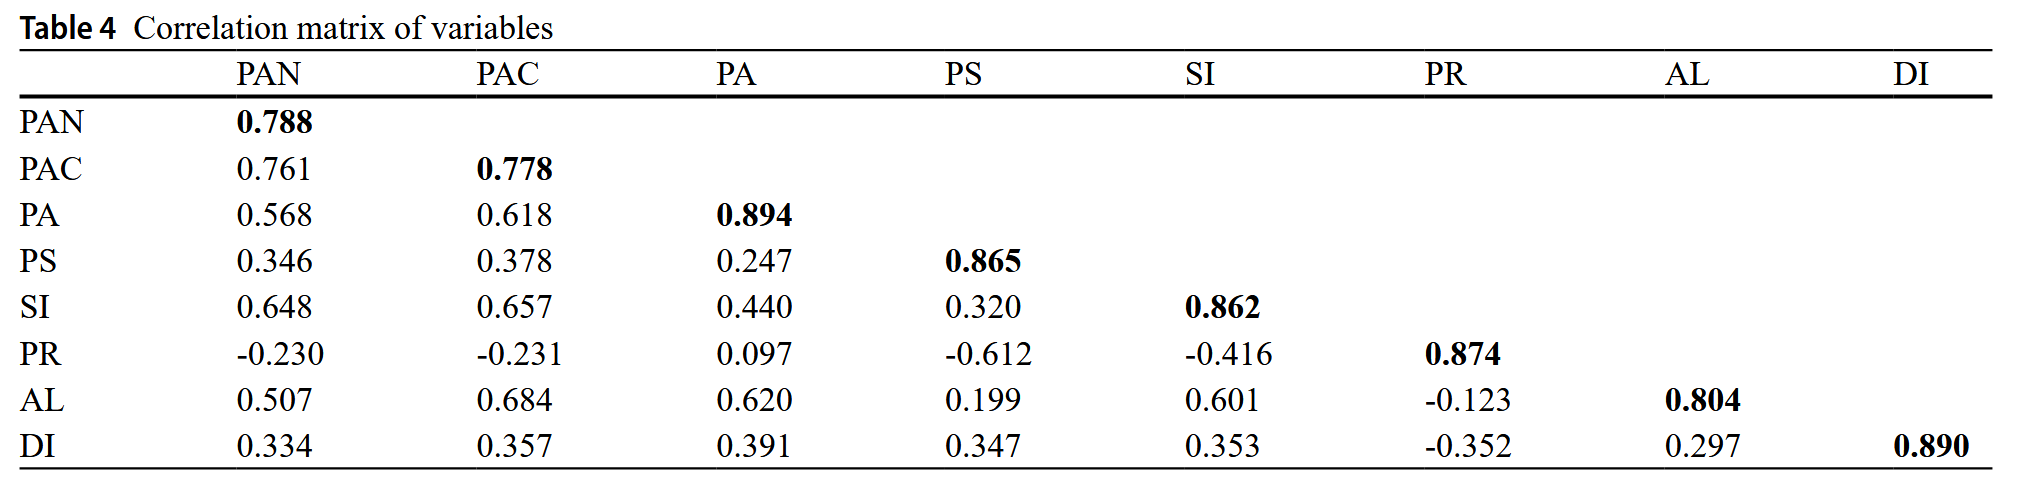 Table 4 Correlation matrix of variables
PAN PAC PA PS SI PR AL DI
PAN 0.788
PAC 0.761 0.778
PA 0.568 0.618 0.894
PS 0.346 0.378 0.247 0.865
SI 0.648 0.657 0.440 0.320 0.862
PR -0.230 -0.231 0.097 -0.612 -0.416 0.874
AL 0.507 0.684 0.620 0.199 0.601 -0.123 0.804
DI 0.334 0.357 0.391 0.347 0.353 -0.352 0.297 0.890